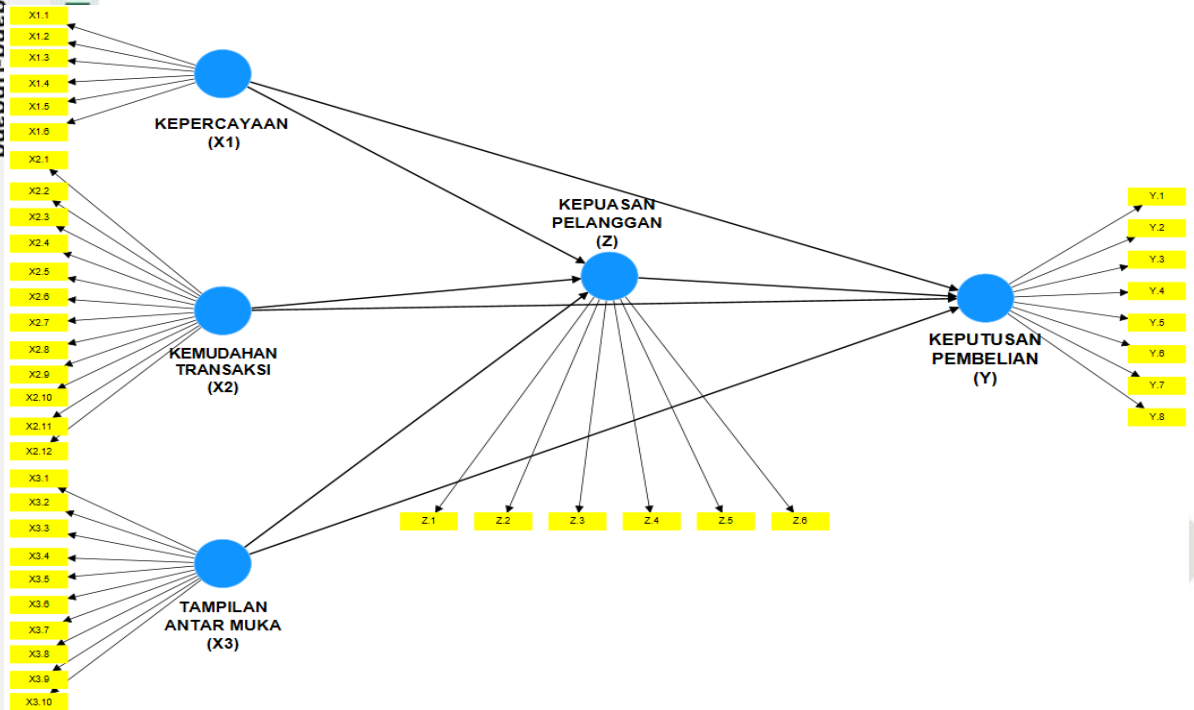 X1.1
X1.2
X1.3
X1.4
X1.5
X1.6
KEPERCAYAAN
(X1)
X2.1
X2.2
X2.3
X2.4
X2.5
X2.6
X2.7
X2.8
X2.9
X2.10
X2.11
X2.12
KEMUDAHAN
TRANSAKSI
(X2)
X3.1
X3.2
X3.3
X3.4
X3.5
X3.6
X3.7
X3.8
X3.9
X3.10
TAMPILAN
ANTAR MUKA
(X3)
KEPUASAN
PELANGGAN
(Z)
Z.1
Z.2
Z.3
Z.4
Z.5
Z.6
KEPUTUSAN
PEMBELIAN
(Y)
Y.1
Y.2
Y.3
Y.4
Y.5
Y.6
Y.7
Y.8